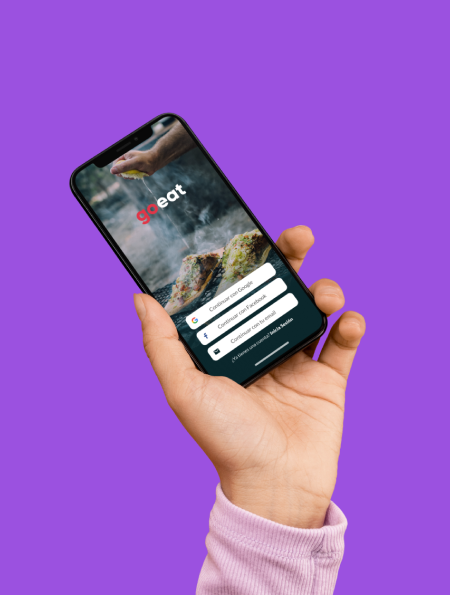 goeat
Continuar con Google
Continuar con Facebook
Continuar con tu email
¿Ya tienes una cuenta? Inicia Sesión